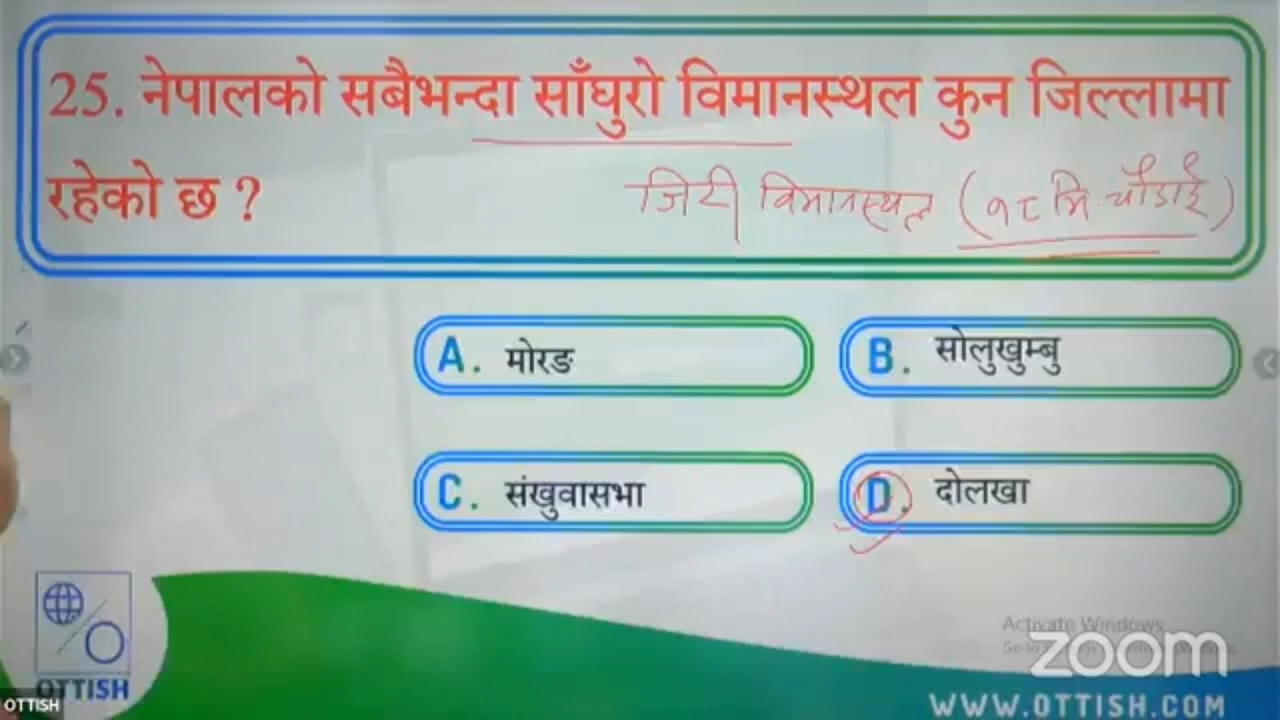 25. नेपालको सबैभन्दा साँघुरो विमानस्थल कुन जिल्लामा
रहेको छ ?
जिरी विमानस्थल (१८ मि. चौडाई)
A. मोरङ
B. सोलुखुम्बु
C. संखुवासभा
D. दोलखा
Activate Windows
zoom
OTTISH
OTTISH
WWW.OTTISH.COM